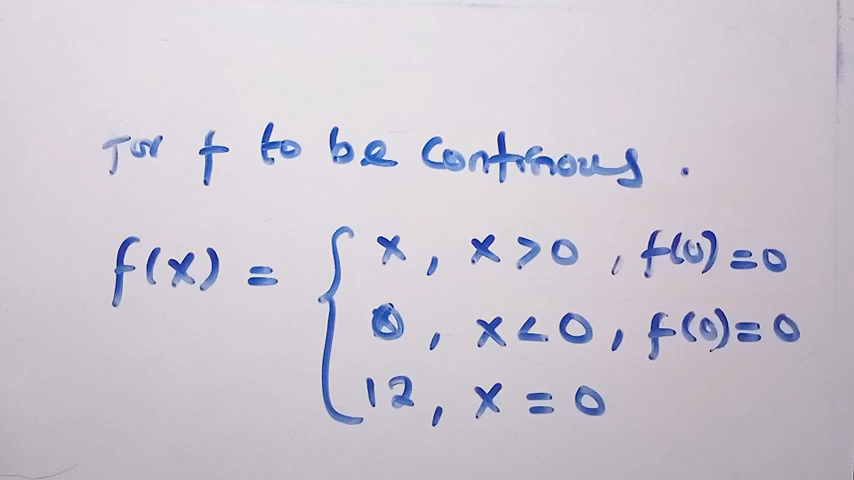 For f to be continous.
f(x) = { x, x>0, f(0)=0
0, x<0, f(0)=0
12, x=0